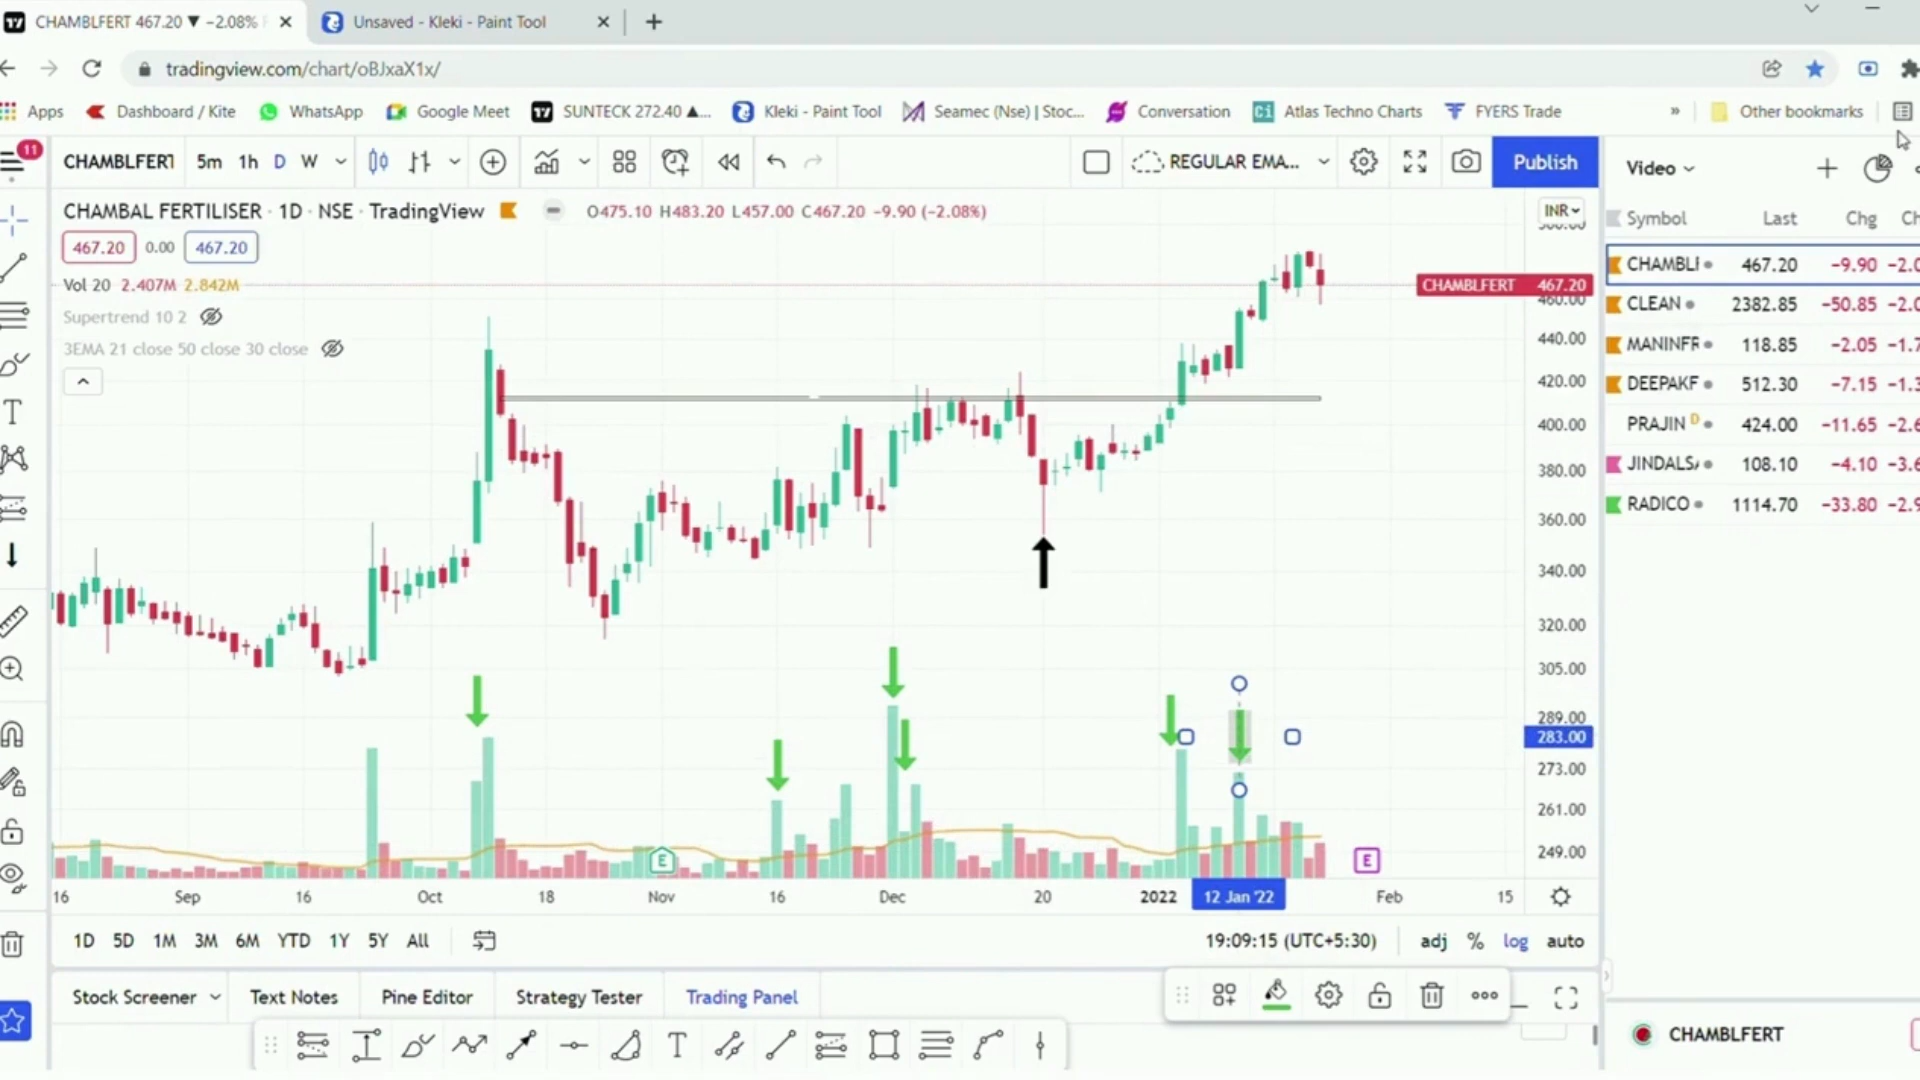 CHAMBLFERT 467.20 ▼ −2.08%
Unsaved - Kleki - Paint Tool
tradingview.com/chart/oBJxaX1x/
Apps Dashboard / Kite WhatsApp Google Meet SUNTECK 272.40 ▲... Kleki - Paint Tool Seamec (Nse) | Stoc... Conversation Atlas Techno Charts FYERS Trade » Other bookmarks
11 CHAMBLFERT 5m 1h D W REGULAR EMA... Publish
CHAMBAL FERTILISER · 1D · NSE · TradingView O475.10 H483.20 L457.00 C467.20 −9.90 (−2.08%)
INR
467.20 0.00 467.20
Vol 20 2.407M 2.842M
Supertrend 10 2
3EMA 21 close 50 close 30 close
CHAMBLFERT 467.20
460.00
440.00
420.00
400.00
380.00
360.00
340.00
320.00
305.00
289.00
283.00
273.00
261.00
249.00
E E
16 Sep 16 Oct 18 Nov 16 Dec 20 2022 12 Jan '22 Feb 15
1D 5D 1M 3M 6M YTD 1Y 5Y All 19:09:15 (UTC+5:30) adj % log auto
Stock Screener Text Notes Pine Editor Strategy Tester Trading Panel
Video
Symbol Last Chg
467.20 −9.90
CLEAN 2382.85 −50.85
MANINFR 118.85 −2.05
DEEPAKF 512.30 −7.15
PRAJIN D 424.00 −11.65
JINDALSA 108.10 −4.10
RADICO 1114.70 −33.80
CHAMBLFERT